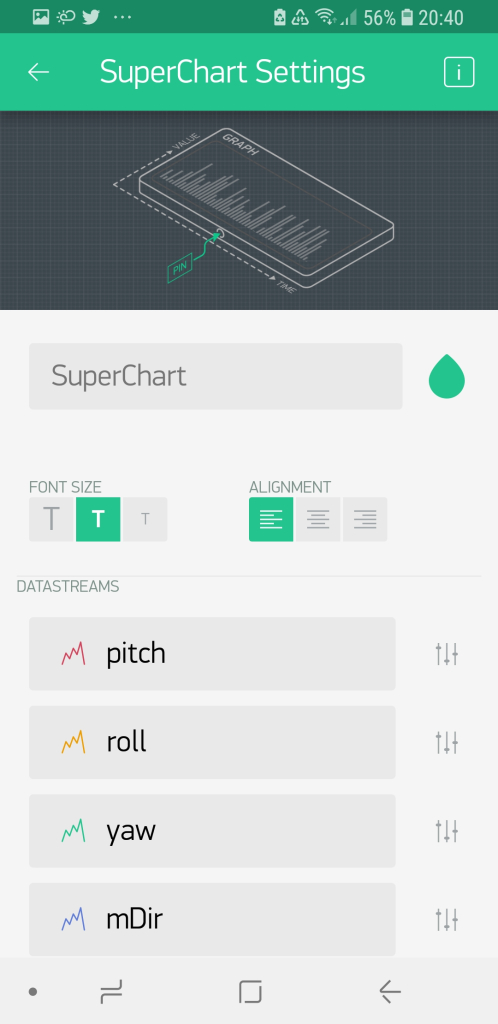 56% 20:40
SuperChart Settings
VALUE
GRAPH
PIN
TIME
SuperChart
FONT SIZE
ALIGNMENT
T T T
DATASTREAMS
pitch
roll
yaw
mDir